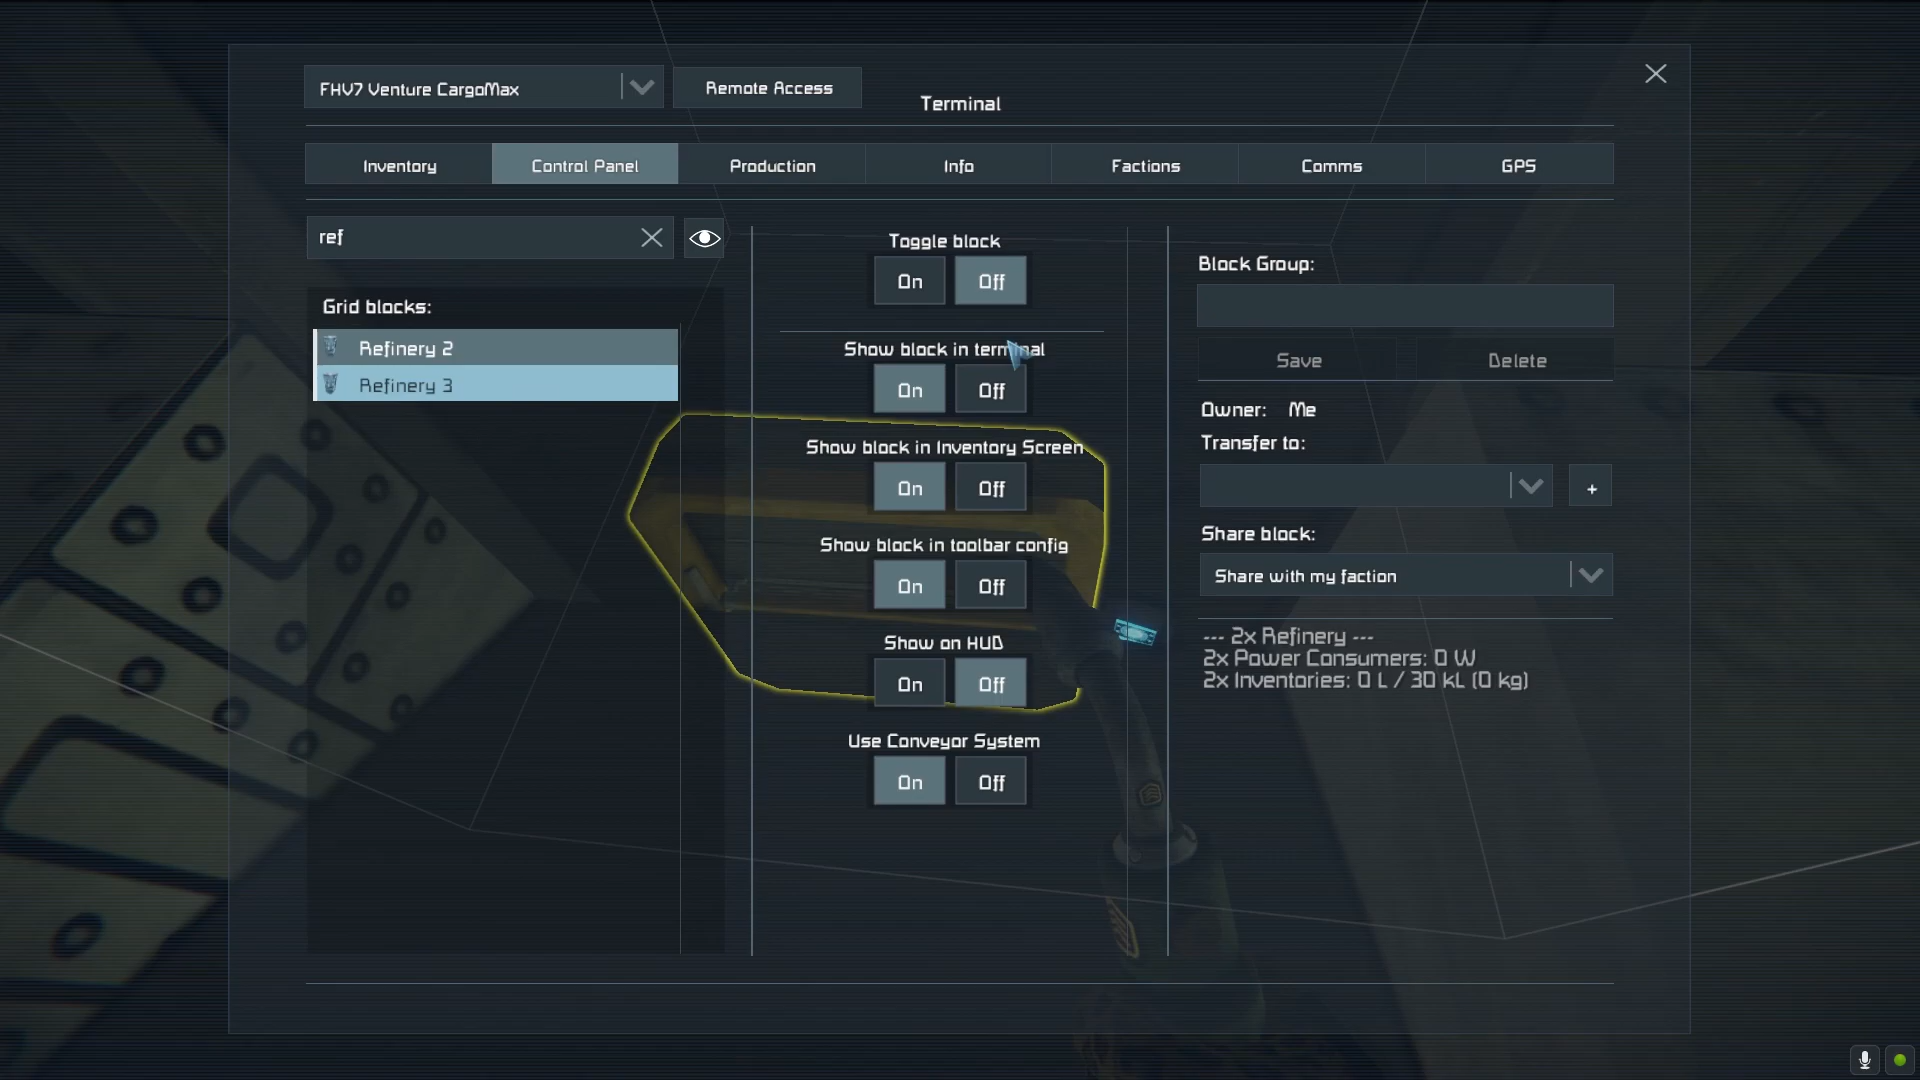 FHV7 Venture CargoMax
Remote Access
Terminal
Inventory
Control Panel
Production
Info
Factions
Comms
GPS
ref
Grid blocks:
Refinery 2
Refinery 3
Toggle block
On
Off
Show block in terminal
On
Off
Show block in Inventory Screen
On
Off
Show block in toolbar config
On
Off
Show on HUD
On
Off
Use Conveyor System
On
Off
Block Group:
Save
Delete
Owner: Me
Transfer to:
+
Share block:
Share with my faction
--- 2x Refinery ---
2x Power Consumers: 0 W
2x Inventories: 0 L / 30 kL (0 kg)